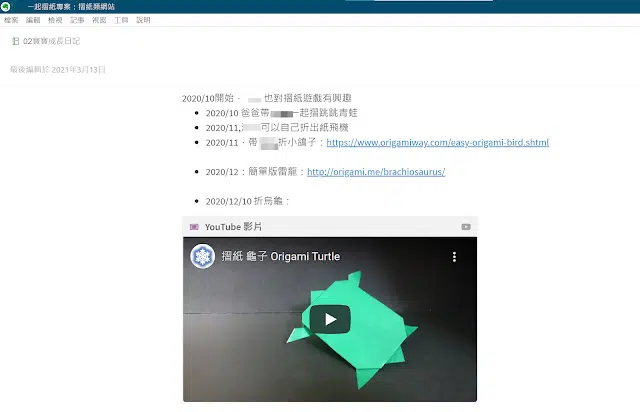 一起摺紙專案：摺紙類網站
檔案 編輯 檢視 記事 視窗 工具 說明
02寶寶成長日記
最後編輯於 2021年3月13日
2020/10開始， 也對摺紙遊戲有興趣
2020/10 爸爸帶 一起摺跳跳青蛙
2020/11, 可以自己折出紙飛機
2020/11，帶 折小鴿子：https://www.origamiway.com/easy-origami-bird.shtml
2020/12：簡單版雷龍：http://origami.me/brachiosaurus/
2020/12/10 折烏龜：
YouTube 影片
摺紙 龜子 Origami Turtle